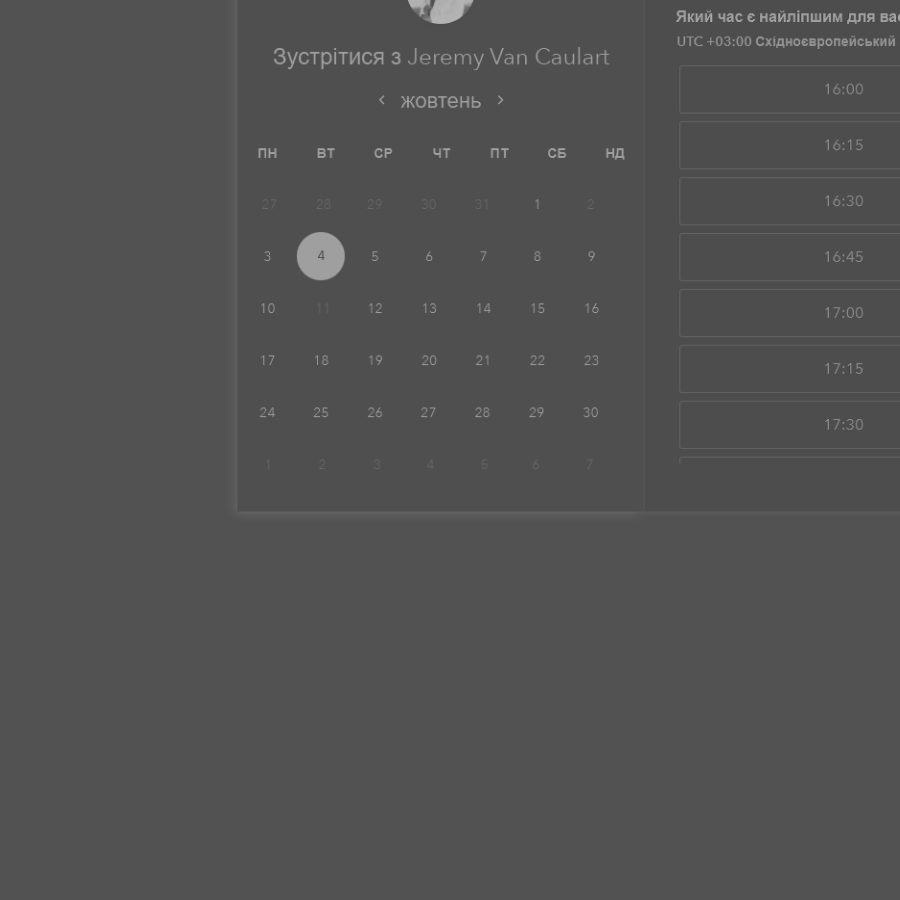 Зустрітися з Jeremy Van Caulart
‹ жовтень ›
ПН ВТ СР ЧТ ПТ СБ НД
27 28 29 30 31 1 2
3 4 5 6 7 8 9
10 11 12 13 14 15 16
17 18 19 20 21 22 23
24 25 26 27 28 29 30
1 2 3 4 5 6 7
Який час є найліпшим для
UTC +03:00 Східноєвропейський
16:00
16:15
16:30
16:45
17:00
17:15
17:30